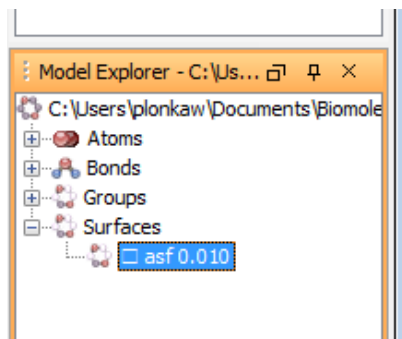 Model Explorer - C:\Us...
C:\Users\plonkaw\Documents\Biomole
Atoms
Bonds
Groups
Surfaces
asf 0.010